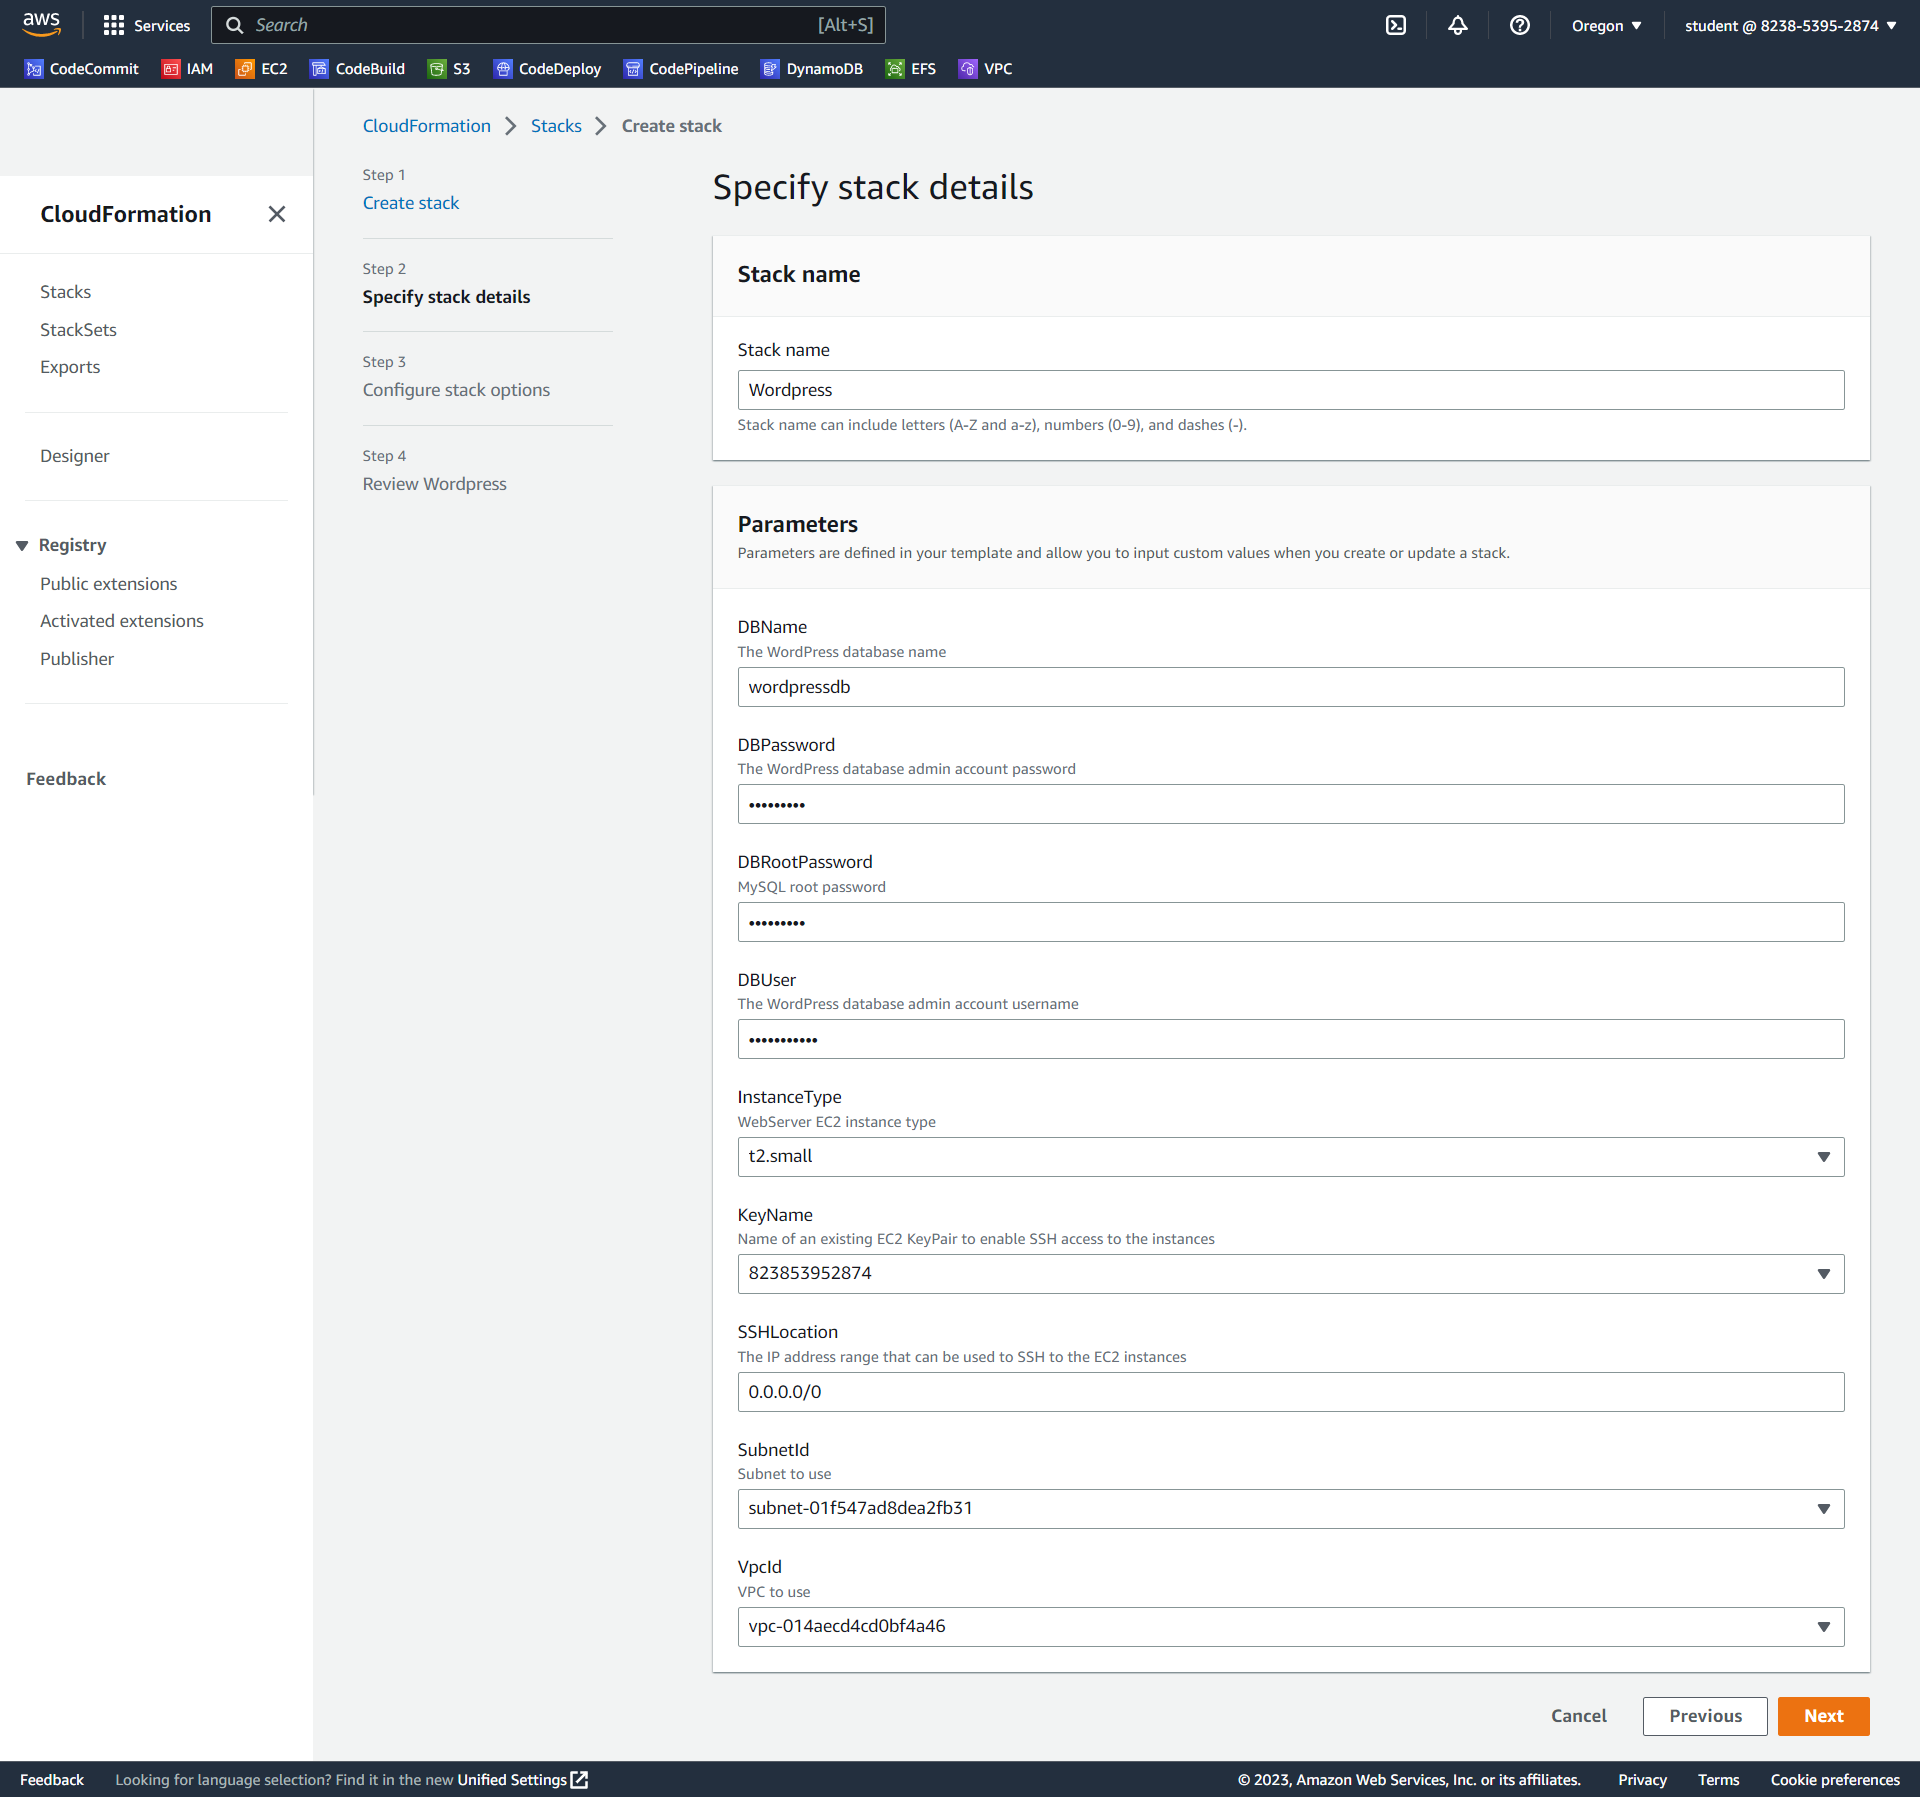 aws
Services
Search
[Alt+S]
Oregon
student @ 8238-5395-2874
CodeCommit
IAM
EC2
CodeBuild
S3
CodeDeploy
CodePipeline
DynamoDB
EFS
VPC
CloudFormation
Stacks
StackSets
Exports
Designer
Registry
Public extensions
Activated extensions
Publisher
Feedback
CloudFormation
Stacks
Create stack
Step 1
Create stack
Step 2
Specify stack details
Step 3
Configure stack options
Step 4
Review Wordpress
Specify stack details
Stack name
Stack name
Wordpress
Stack name can include letters (A-Z and a-z), numbers (0-9), and dashes (-).
Parameters
Parameters are defined in your template and allow you to input custom values when you create or update a stack.
DBName
The WordPress database name
wordpressdb
DBPassword
The WordPress database admin account password
•••••••••
DBRootPassword
MySQL root password
•••••••••
DBUser
The WordPress database admin account username
•••••••••••
InstanceType
WebServer EC2 instance type
t2.small
KeyName
Name of an existing EC2 KeyPair to enable SSH access to the instances
823853952874
SSHLocation
The IP address range that can be used to SSH to the EC2 instances
0.0.0.0/0
SubnetId
Subnet to use
subnet-01f547ad8dea2fb31
VpcId
VPC to use
vpc-014aecd4cd0bf4a46
Cancel
Previous
Next
Feedback
Looking for language selection? Find it in the new Unified Settings
© 2023, Amazon Web Services, Inc. or its affiliates.
Privacy
Terms
Cookie preferences